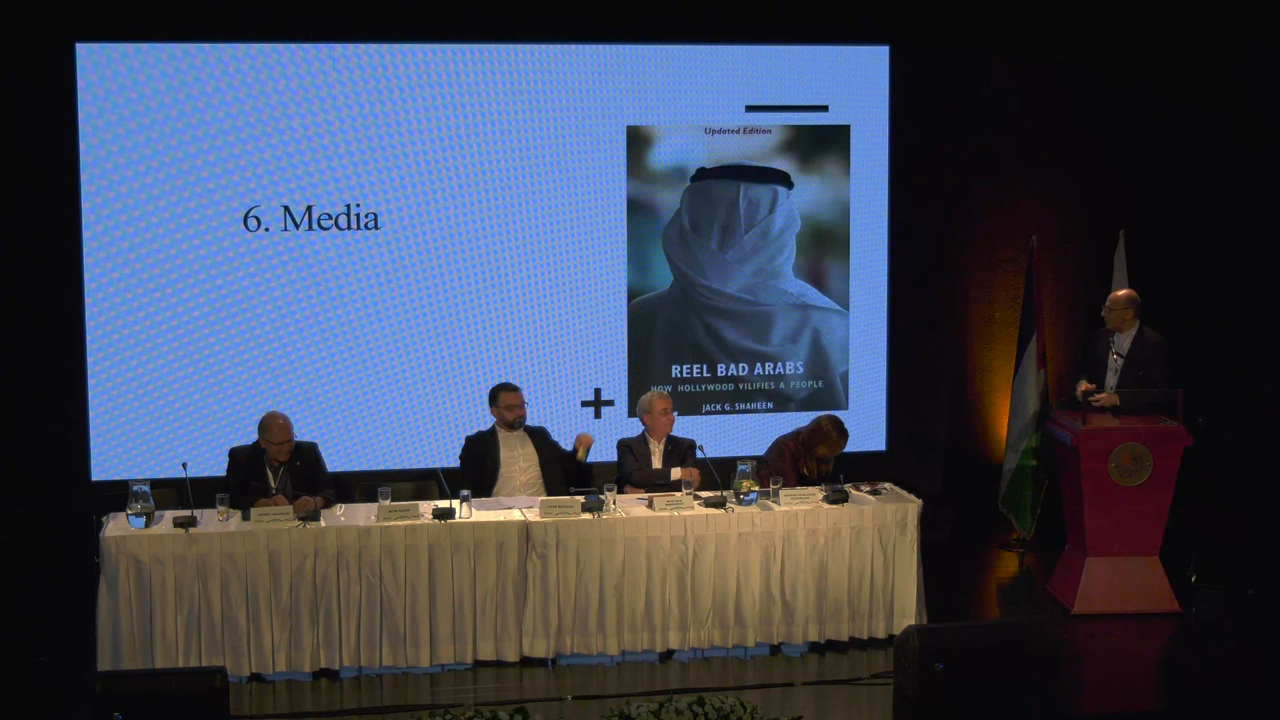 Updated Edition
6. Media
REEL BAD ARABS
HOW HOLLYWOOD VILIFIES A PEOPLE
JACK G. SHAHEEN